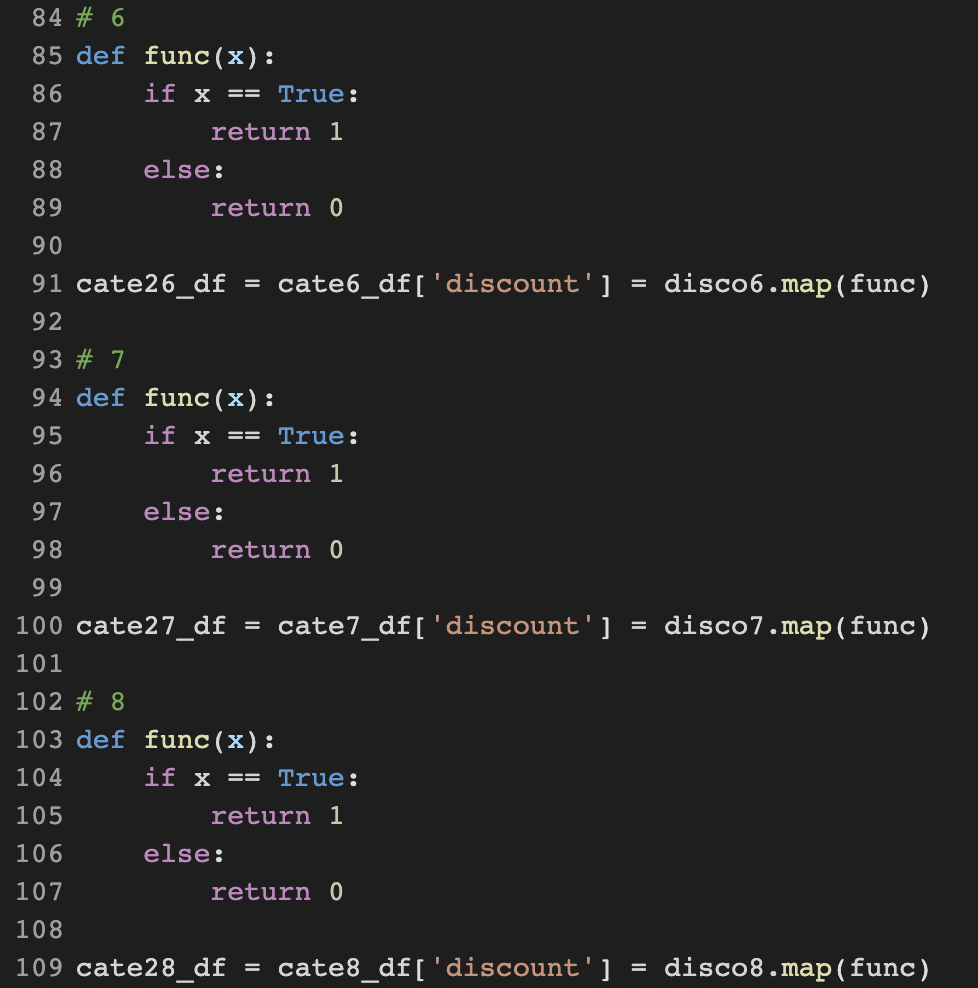 84 # 6
85 def func(x):
86     if x == True:
87         return 1
88     else:
89         return 0
90
91 cate26_df = cate6_df['discount'] = disco6.map(func)
92
93 # 7
94 def func(x):
95     if x == True:
96         return 1
97     else:
98         return 0
99
100 cate27_df = cate7_df['discount'] = disco7.map(func)
101
102 # 8
103 def func(x):
104     if x == True:
105         return 1
106     else:
107         return 0
108
109 cate28_df = cate8_df['discount'] = disco8.map(func)